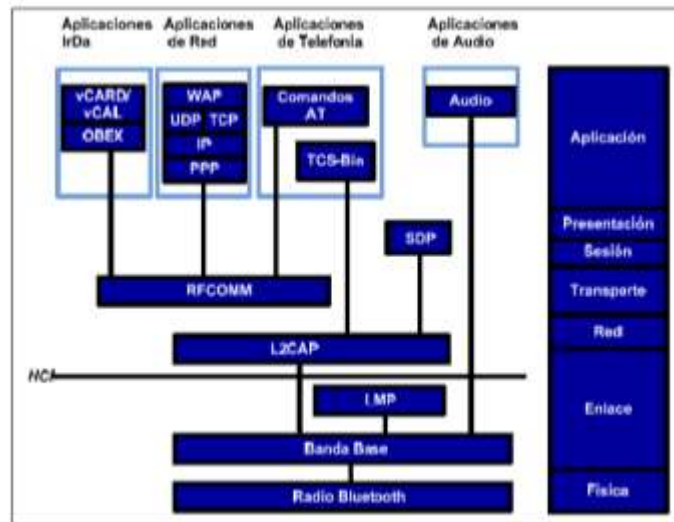 Aplicaciones
IrDa
Aplicaciones
de Red
Aplicaciones
de Telefonía
Aplicaciones
de Audio
vCARD/
vCAL
OBEX
WAP
UDP TCP
IP
PPP
Comandos
AT
TCS-Bin
Audio
SDP
RFCOMM
L2CAP
HCI
LMP
Banda Base
Radio Bluetooth
Aplicación
Presentación
Sesión
Transporte
Red
Enlace
Física